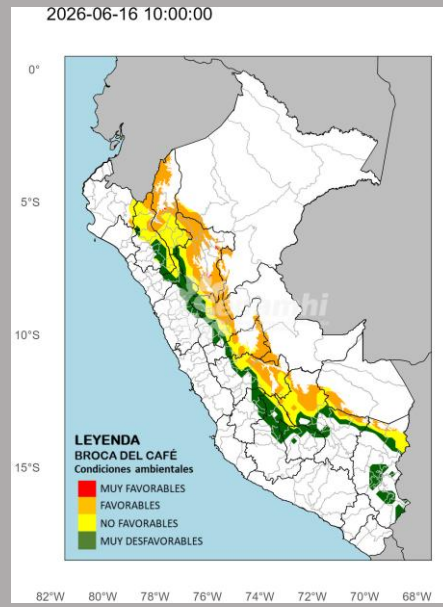 2026-06-16 10:00:00
0°
5°S
10°S
15°S
senamhi
LEYENDA
BROCA DEL CAFÉ
Condiciones ambientales
MUY FAVORABLES
FAVORABLES
NO FAVORABLES
MUY DESFAVORABLES
82°W 80°W 78°W 76°W 74°W 72°W 70°W 68°W